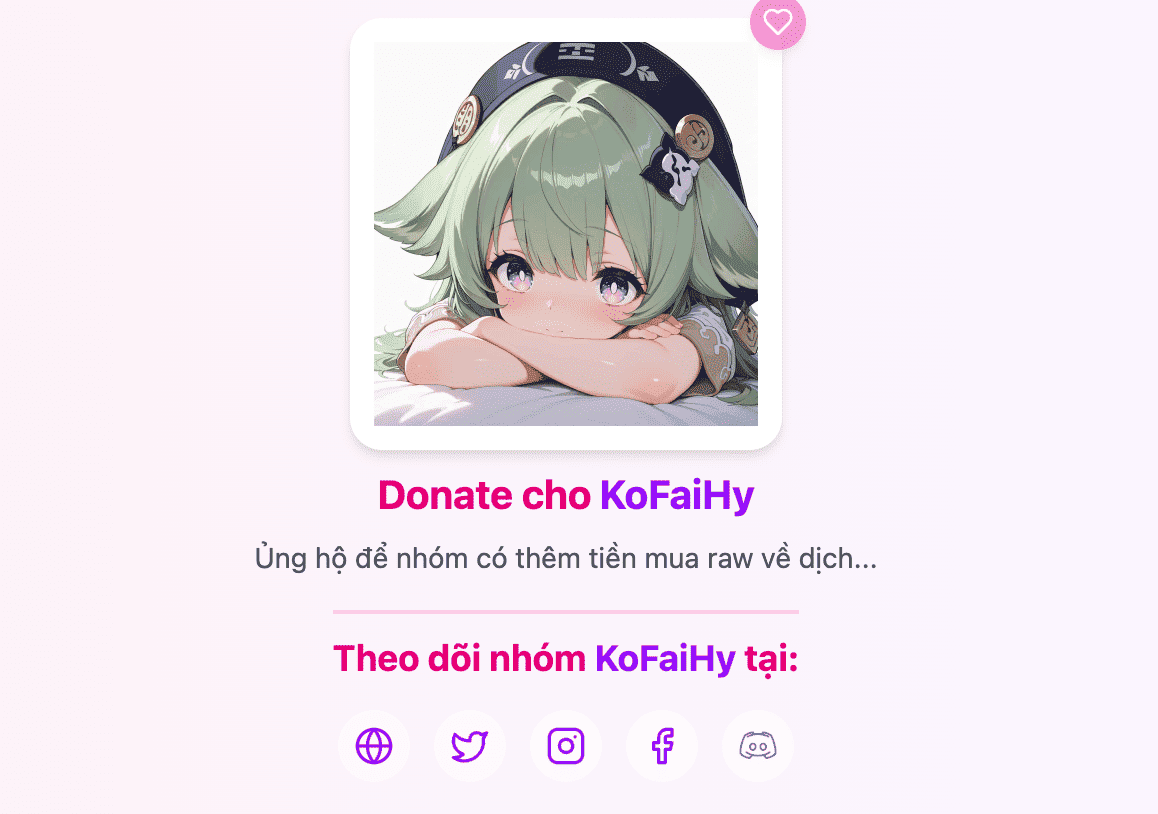 Donate cho KoFaiHy
Ủng hộ để nhóm có thêm tiền mua raw về dịch...
Theo dõi nhóm KoFaiHy tại: